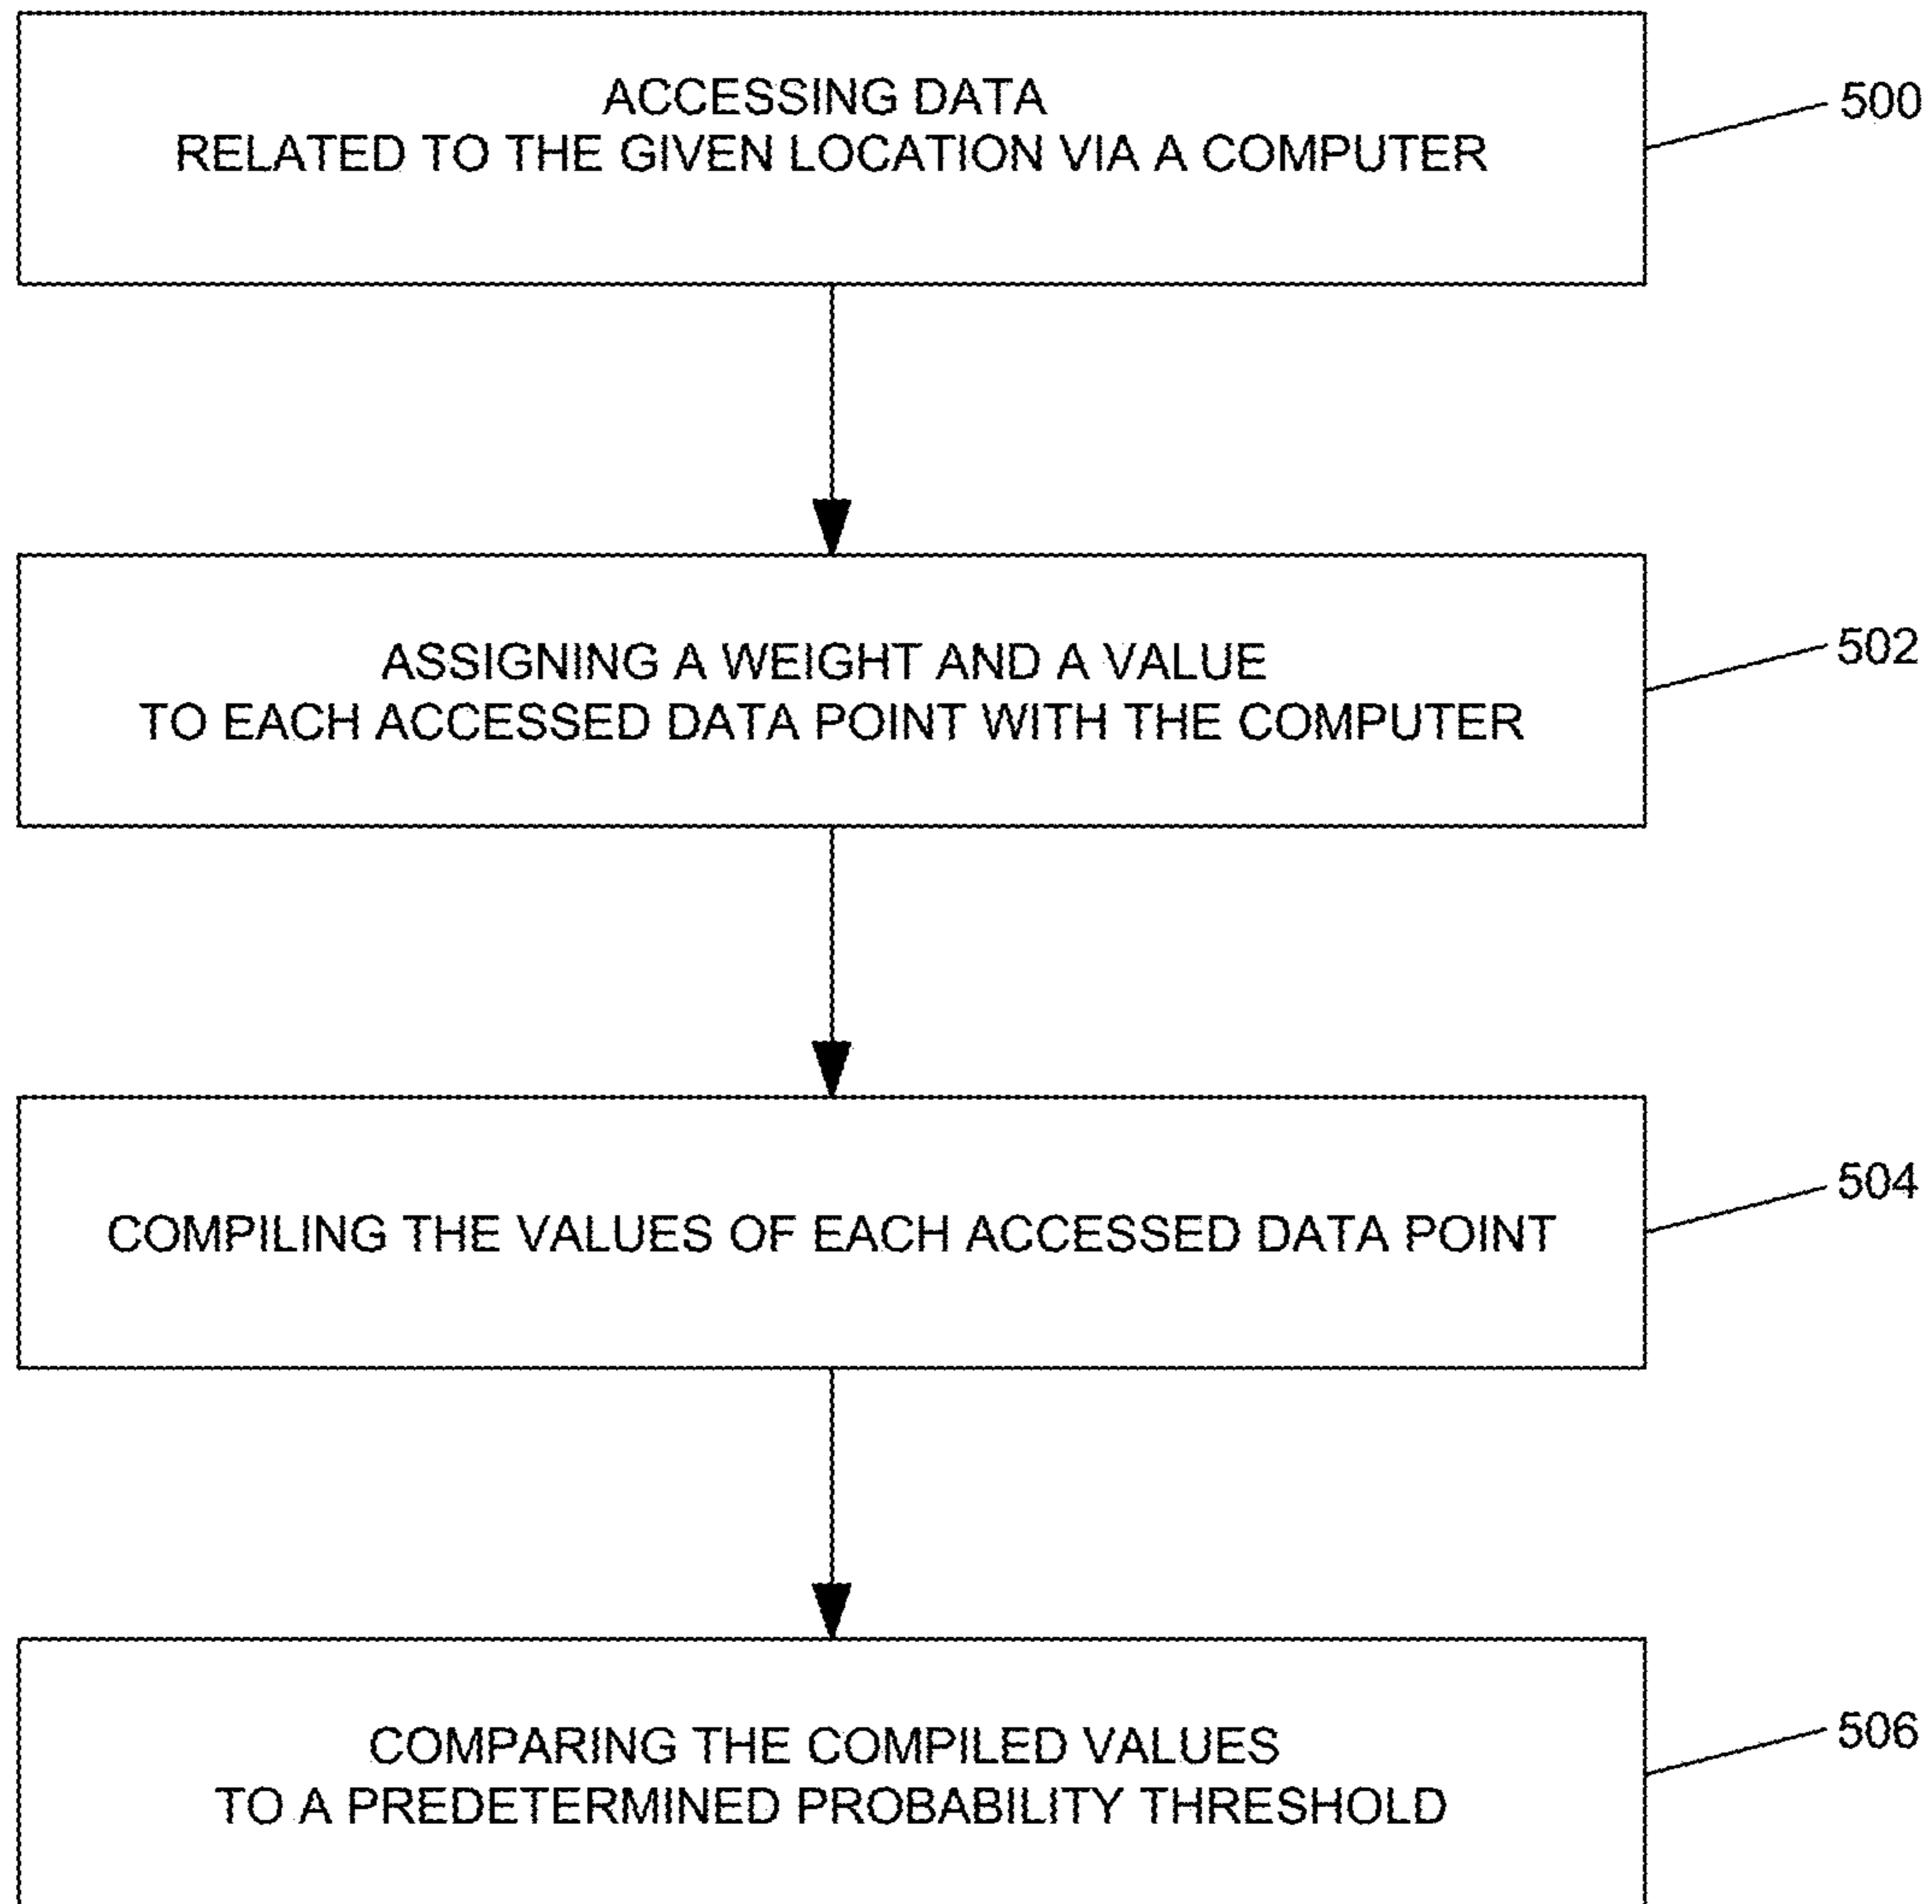 ACCESSING DATA
RELATED TO THE GIVEN LOCATION VIA A COMPUTER
500
ASSIGNING A WEIGHT AND A VALUE
TO EACH ACCESSED DATA POINT WITH THE COMPUTER
502
COMPILING THE VALUES OF EACH ACCESSED DATA POINT
504
COMPARING THE COMPILED VALUES
TO A PREDETERMINED PROBABILITY THRESHOLD
506